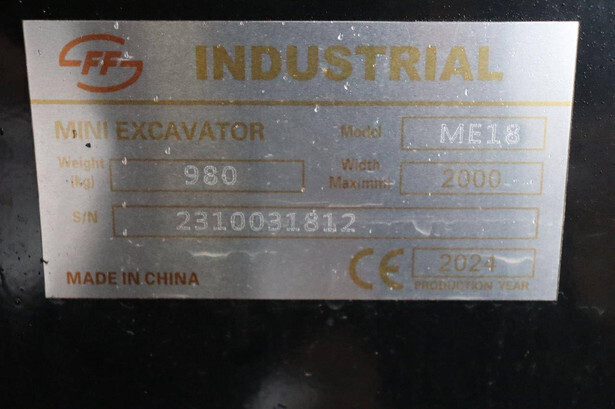 FF INDUSTRIAL
MINI EXCAVATOR Model ME18
Weight (kg) 980 Width Maximum 2000
S/N 2310031812
MADE IN CHINA CE 2024
PRODUCTION YEAR